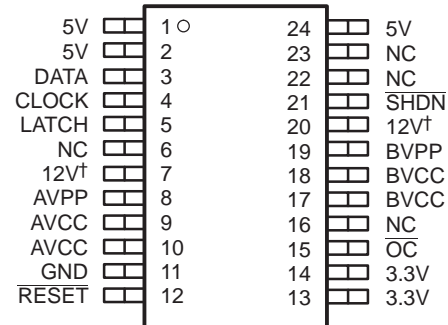 5V 1 24 5V
5V 2 23 NC
DATA 3 22 NC
CLOCK 4 21 SHDN
LATCH 5 20 12V†
NC 6 19 BVPP
12V† 7 18 BVCC
AVPP 8 17 BVCC
AVCC 9 16 NC
AVCC 10 15 OC
GND 11 14 3.3V
RESET 12 13 3.3V